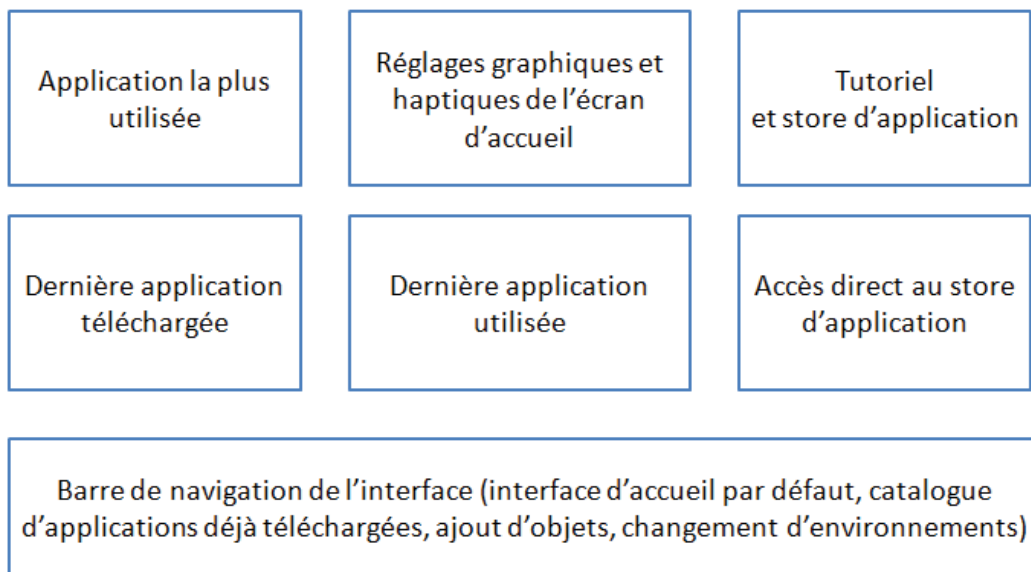 Application la plus
utilisée
Réglages graphiques et
haptiques de l’écran
d’accueil
Tutoriel
et store d’application
Dernière application
téléchargée
Dernière application
utilisée
Accès direct au store
d’application
Barre de navigation de l’interface (interface d’accueil par défaut, catalogue
d’applications déjà téléchargées, ajout d’objets, changement d’environnements)